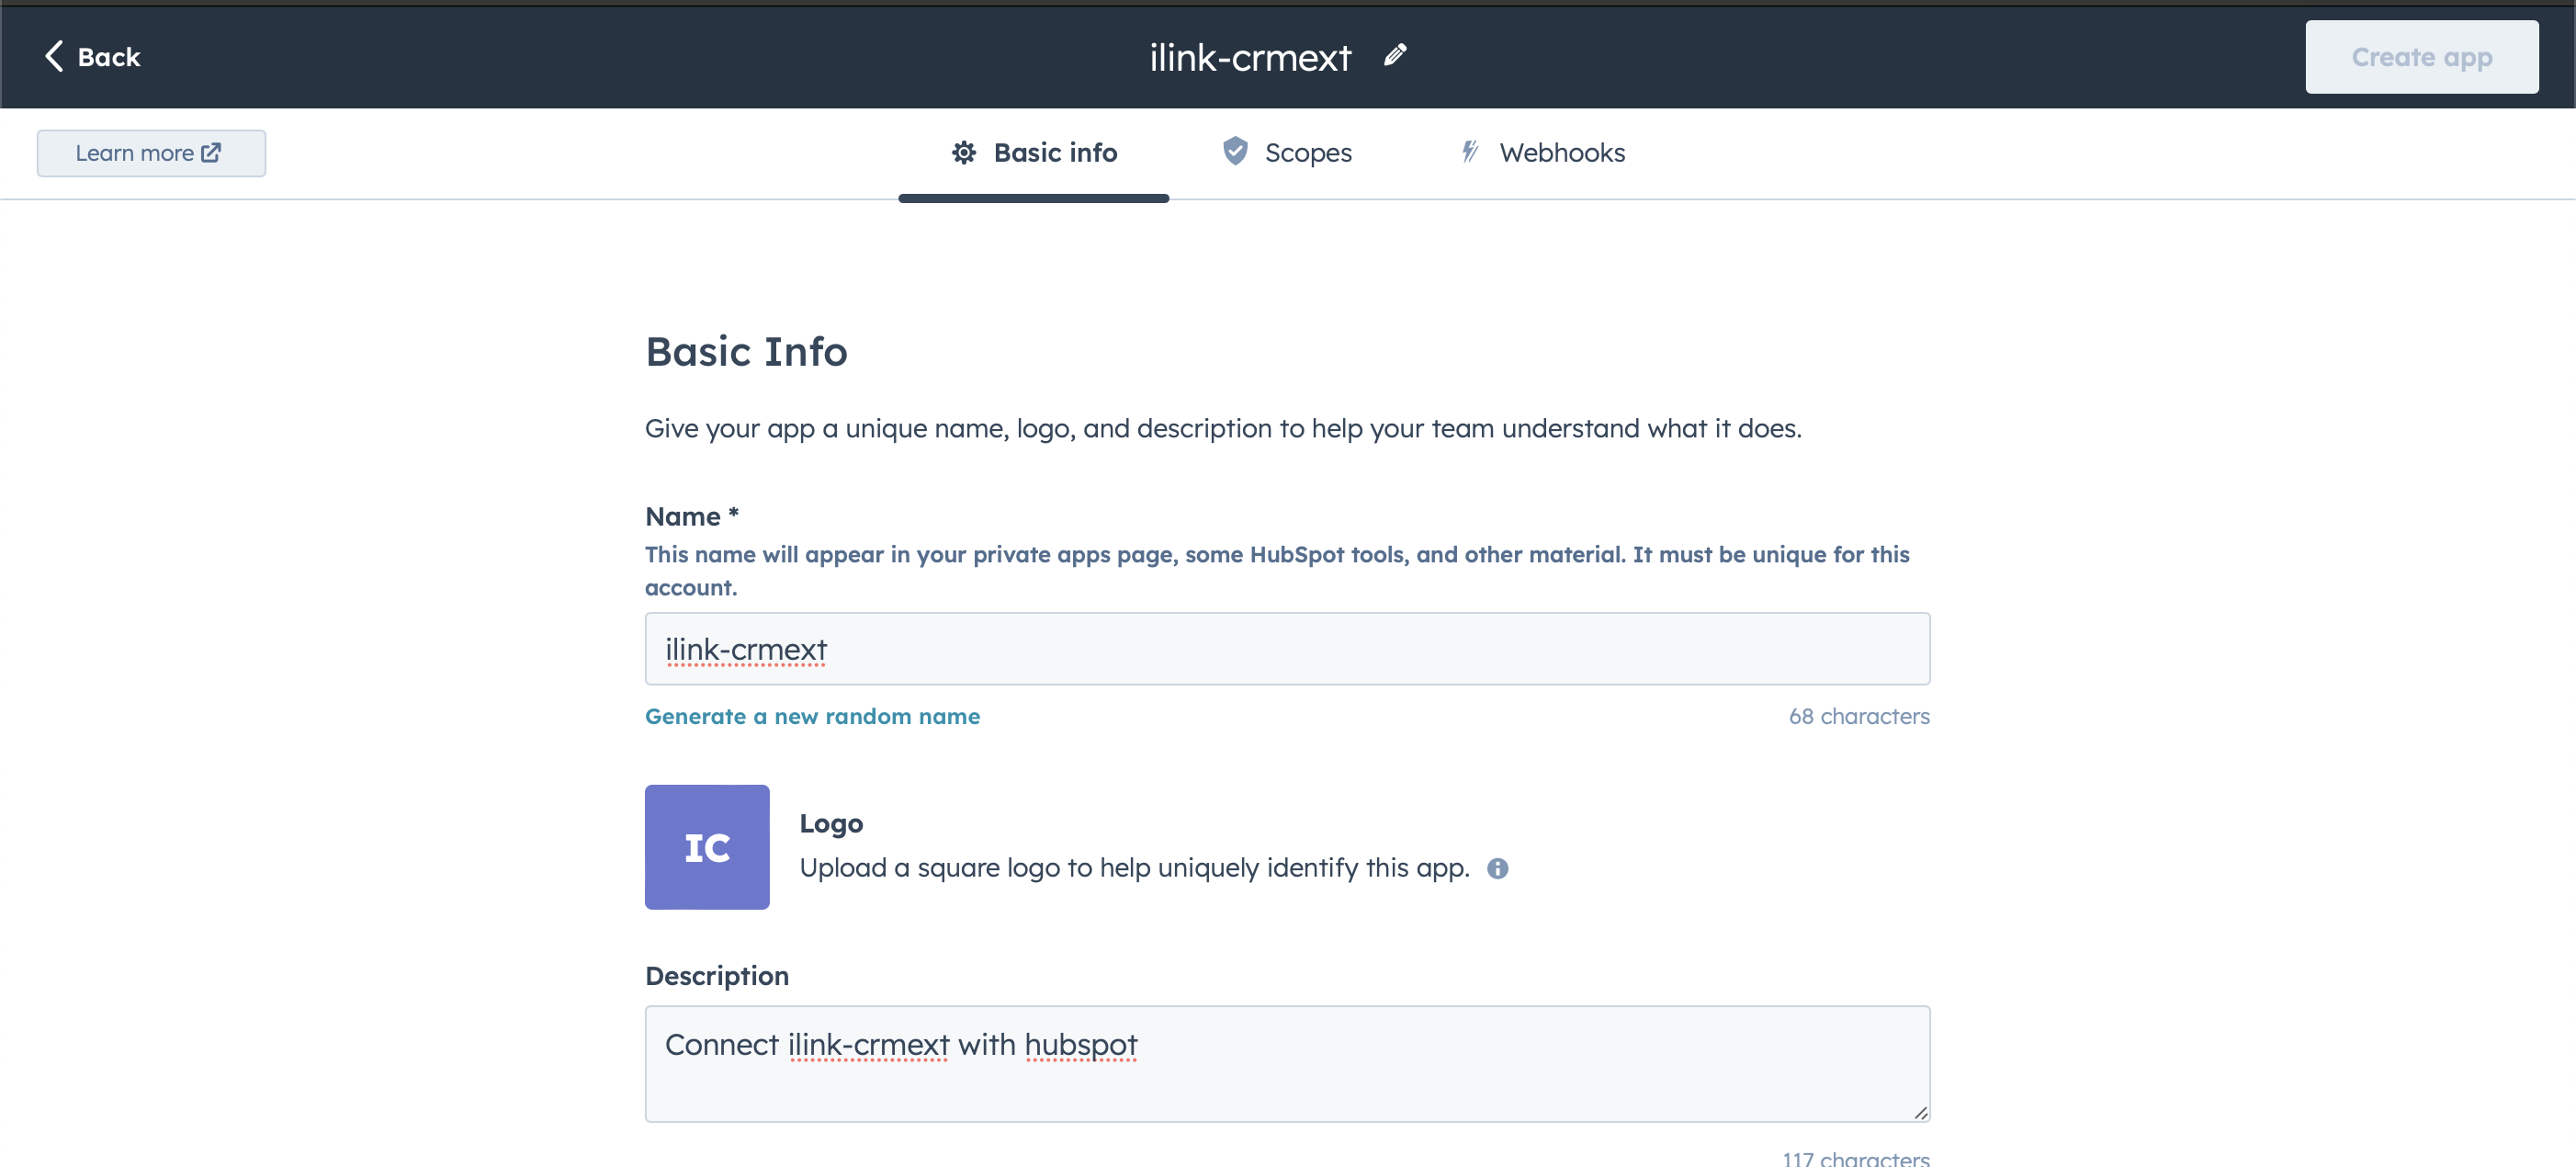 Back
ilink-crmext
Create app
Learn more
Basic info
Scopes
Webhooks
Basic Info
Give your app a unique name, logo, and description to help your team understand what it does.
Name *
This name will appear in your private apps page, some HubSpot tools, and other material. It must be unique for this
account.
ilink-crmext
Generate a new random name
68 characters
IC
Logo
Upload a square logo to help uniquely identify this app.
Description
Connect ilink-crmext with hubspot
117 characters